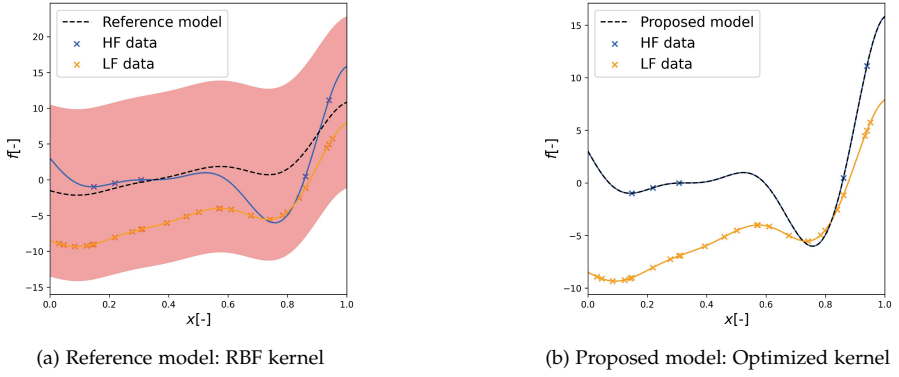 Reference model
HF data
LF data
20
15
10
5
0
−5
−10
−15
f[-]
0.0 0.2 0.4 0.6 0.8 1.0
x[-]
(a) Reference model: RBF kernel
Proposed model
HF data
LF data
15
10
5
0
−5
−10
f[-]
0.0 0.2 0.4 0.6 0.8 1.0
x[-]
(b) Proposed model: Optimized kernel